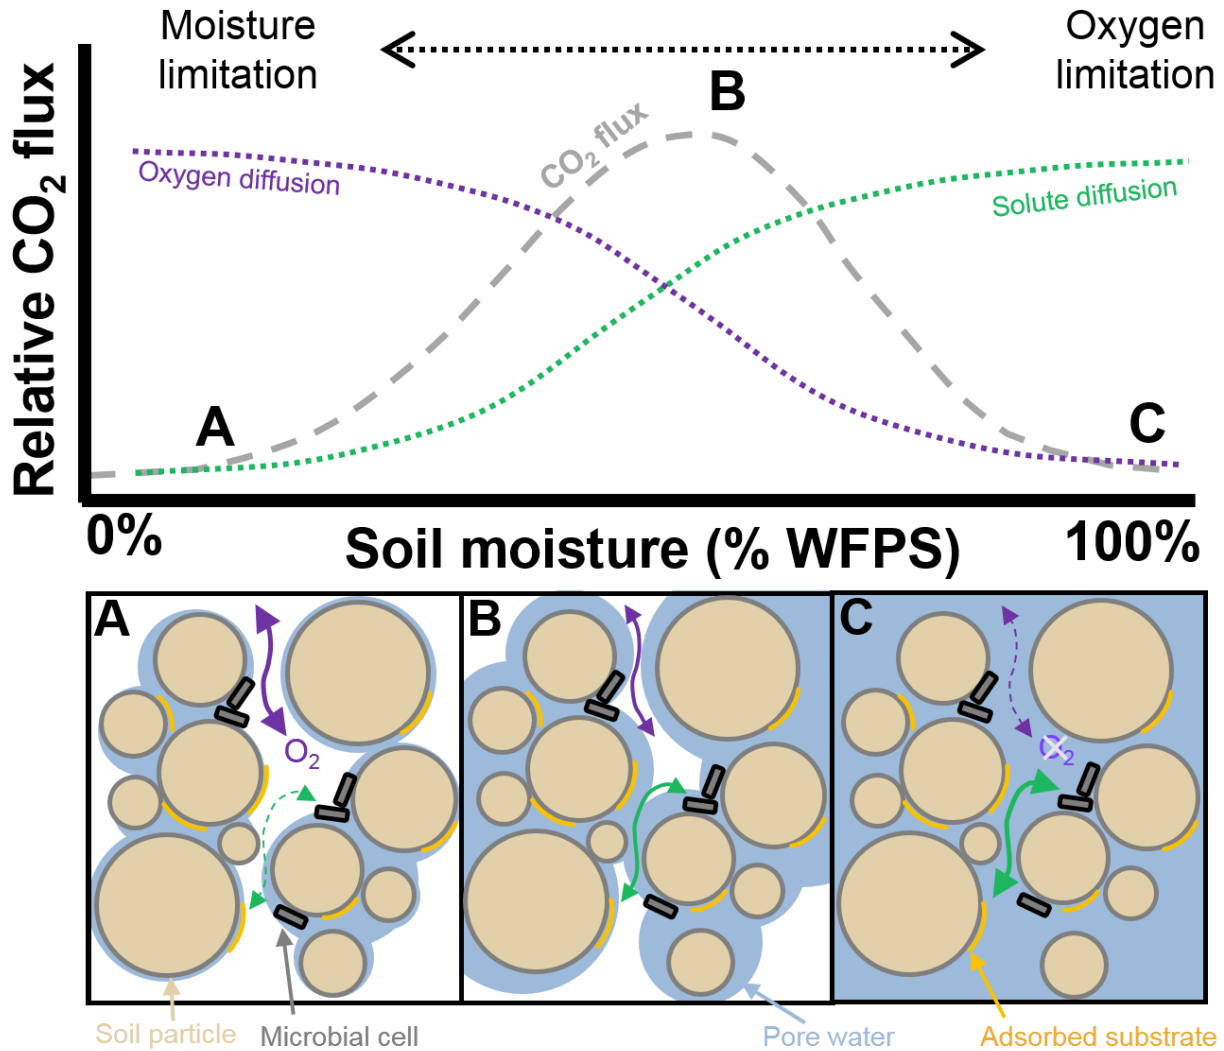 Moisture
limitation
Oxygen
limitation
B
CO₂ flux
Oxygen diffusion
Solute diffusion
Relative CO₂ flux
A
C
0%
Soil moisture (% WFPS)
100%
A
B
C
O₂
O₂
Soil particle
Microbial cell
Pore water
Adsorbed substrate